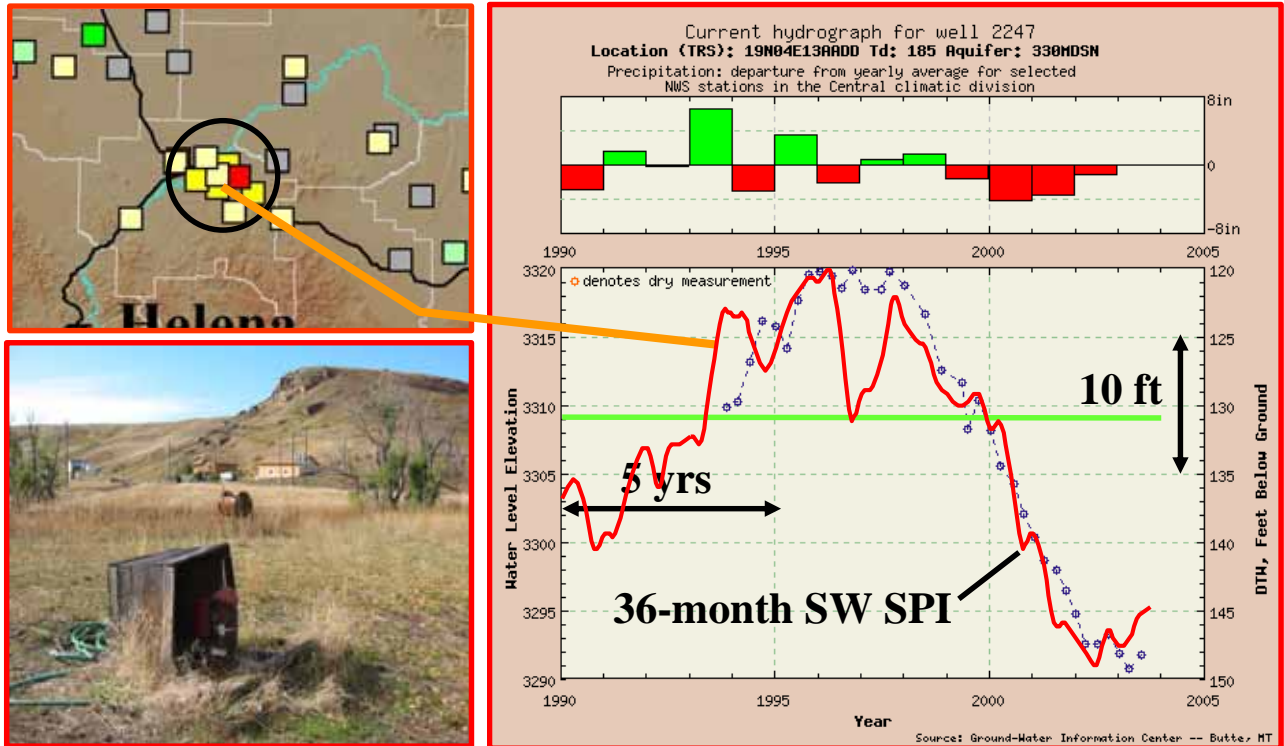 Helena
Current hydrograph for well 2247
Location (TRS): 19N04E13AADD Td: 185 Aquifer: 330MDSN
Precipitation: departure from yearly average for selected
NWS stations in the Central climatic division
8in
0
-8in
1990 1995 2000 2005
3320 120
denotes dry measurement
3315 125
10 ft
3310 130
3305 135
5 yrs
3300 140
36-month SW SPI
3295 145
3290 150
Water Level Elevation
DTW, Feet Below Ground
1990 1995 2000 2005
Year
Source: Ground-Water Information Center -- Butte, MT